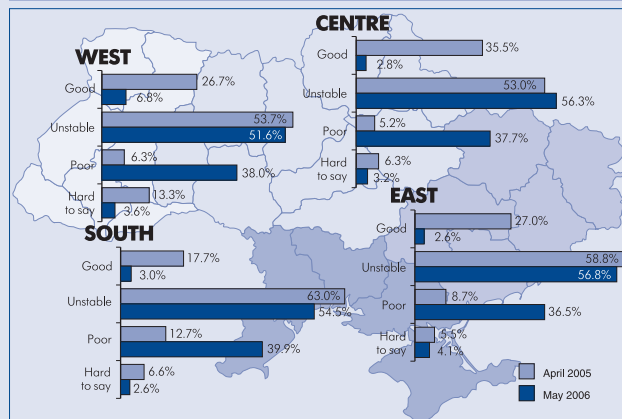 CENTRE
Good 35.5%
2.8%
Unstable 53.0%
56.3%
Poor 5.2%
37.7%
Hard 6.3%
to say 3.2%
WEST
Good 26.7%
6.8%
Unstable 53.7%
51.6%
Poor 6.3%
38.0%
Hard 13.3%
to say 3.6%
EAST
Good 27.0%
2.6%
Unstable 58.8%
56.8%
Poor 8.7%
36.5%
Hard 5.5%
to say 4.1%
SOUTH
Good 17.7%
3.0%
Unstable 63.0%
54.5%
Poor 12.7%
39.9%
Hard 6.6%
to say 2.6%
April 2005
May 2006